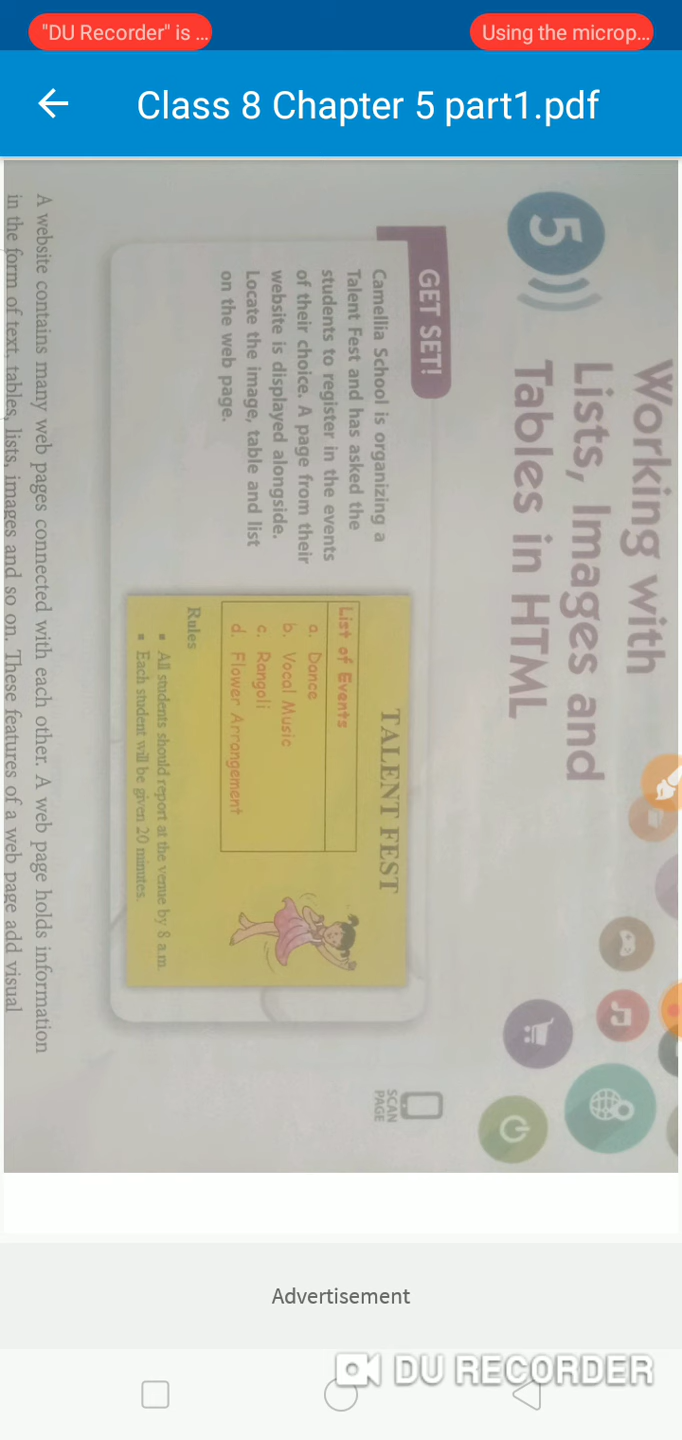 "DU Recorder" is ...
Using the microp...
Class 8 Chapter 5 part1.pdf
5
Working with
Lists, Images and
Tables in HTML
GET SET!
Camellia School is organizing a
Talent Fest and has asked the
students to register in the events
of their choice. A page from their
website is displayed alongside.
Locate the image, table and list
on the web page.
TALENT FEST
List of Events
a. Dance
b. Vocal Music
c. Rangoli
d. Flower Arrangement
Rules
▪ All students should report at the venue by 8 a.m.
▪ Each student will be given 20 minutes.
SCAN
PAGE
A website contains many web pages connected with each other. A web page holds information
in the form of text, tables, lists, images and so on. These features of a web page add visual
Advertisement
DU RECORDER